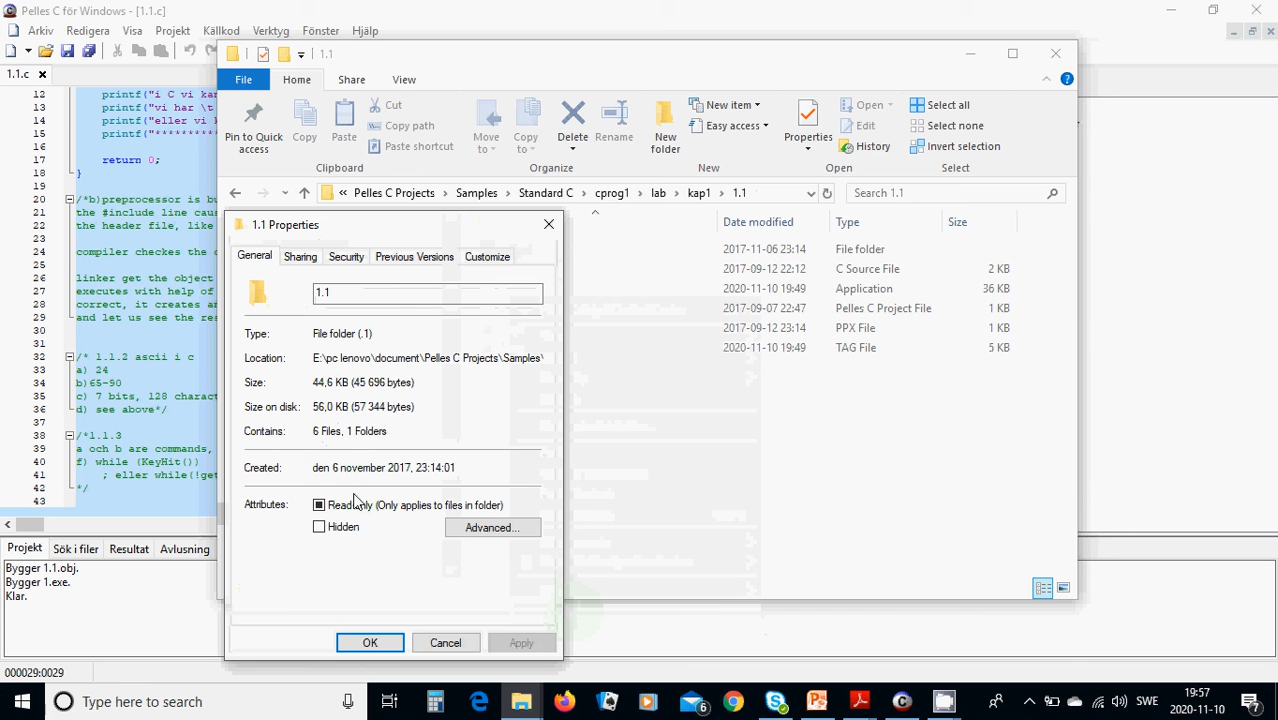 Pelles C för Windows - [1.1.c]
Arkiv Redigera Visa Projekt Källkod Verktyg Fönster Hjälp
1.1.c
12 printf("i C vi kan
13 printf("vi har \t
14 printf("eller vi k
15 printf("**********
16
17 return 0;
18 }
19
20 /*b)preprocessor is bu
21 the #include line caus
22 the header file, like
23
24 compiler checkes the c
25
26 linker get the object
27 executes with help of
28 correct, it creates an
29 and let us see the res
30
31
32 /* 1.1.2 ascii i c
33 a) 24
34 b)65-90
35 c) 7 bits, 128 charact
36 d) see above*/
37
38 /*1.1.3
39 a och b are commands,
40 f) while (KeyHit())
41 ; eller while(!get
42 */
43
Projekt Sök i filer Resultat Avlusning
Bygger 1.1.obj.
Bygger 1.exe.
Klar.
000029:0029
1.1
File Home Share View
Pin to Quick access
Copy
Paste
Cut
Copy path
Paste shortcut
Clipboard
Move to
Copy to
Delete
Rename
Organize
New folder
New item
Easy access
New
Properties
Open
Edit
History
Open
Select all
Select none
Invert selection
Select
« Pelles C Projects › Samples › Standard C › cprog1 › lab › kap1 › 1.1
Search 1.1
Date modified Type Size
2017-11-06 23:14 File folder
2017-09-12 22:12 C Source File 2 KB
2020-11-10 19:49 Application 36 KB
2017-09-07 22:47 Pelles C Project File 1 KB
2017-09-12 23:14 PPX File 1 KB
2020-11-10 19:49 TAG File 5 KB
1.1 Properties
General Sharing Security Previous Versions Customize
1.1
Type: File folder (.1)
Location: E:\pc lenovo\document\Pelles C Projects\Samples\
Size: 44,6 KB (45 696 bytes)
Size on disk: 56,0 KB (57 344 bytes)
Contains: 6 Files, 1 Folders
Created: den 6 november 2017, 23:14:01
Attributes: Read-only (Only applies to files in folder)
Hidden
Advanced...
OK Cancel Apply
Type here to search
6
SWE
19:57
2020-11-10
7